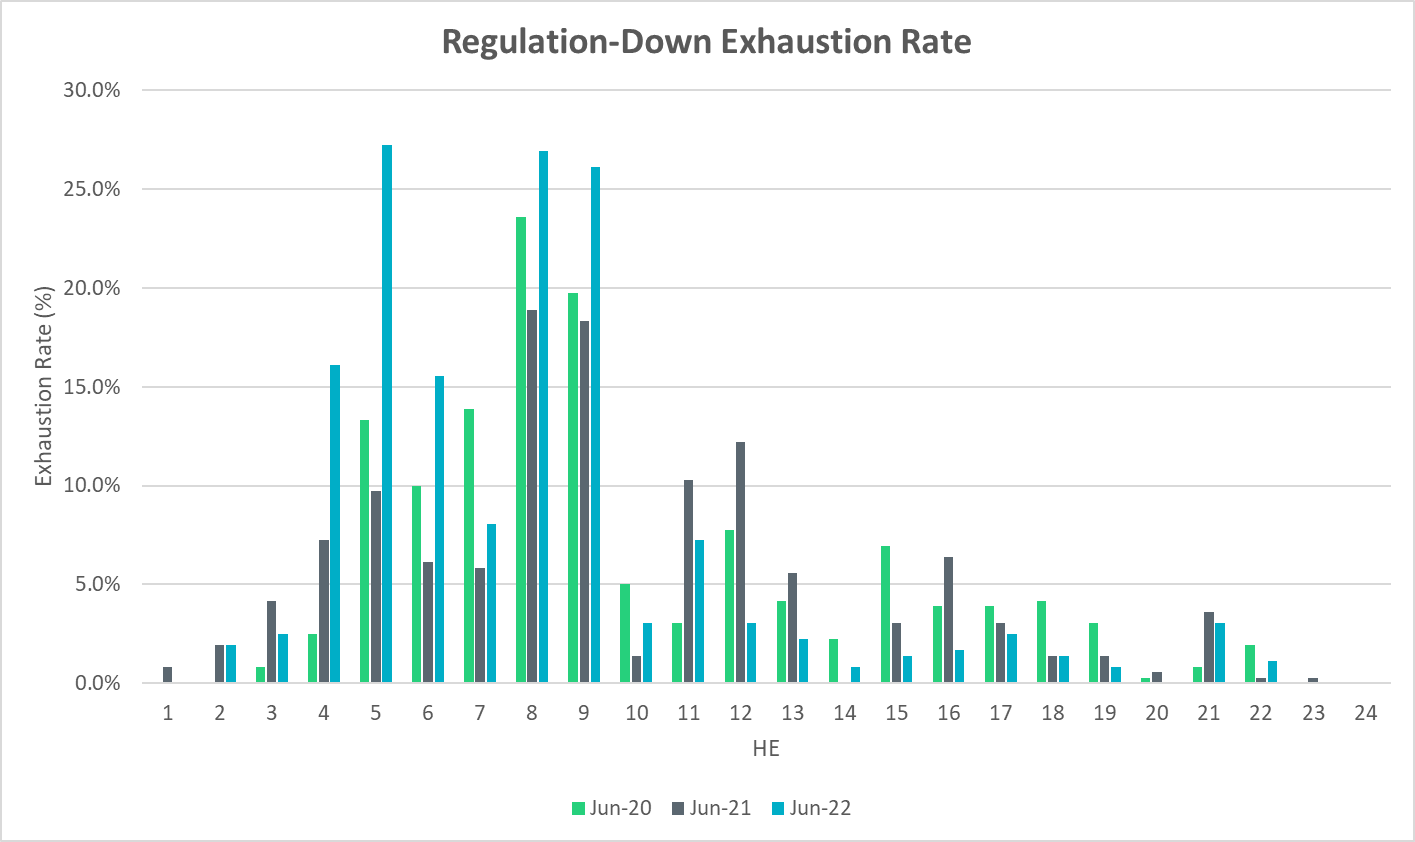 Regulation-Down Exhaustion Rate
30.0%
25.0%
20.0%
15.0%
10.0%
5.0%
0.0%
Exhaustion Rate (%)
1 2 3 4 5 6 7 8 9 10 11 12 13 14 15 16 17 18 19 20 21 22 23 24
HE
Jun-20 Jun-21 Jun-22